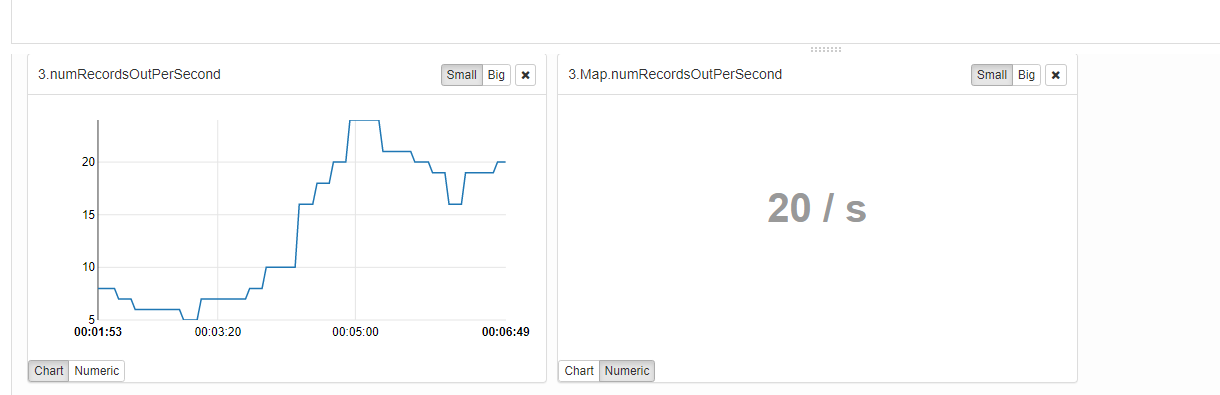 3.numRecordsOutPerSecond
Small Big ×
20
15
10
5
00:01:53 00:03:20 00:05:00 00:06:49
Chart Numeric
3.Map.numRecordsOutPerSecond
Small Big ×
20 / s
Chart Numeric